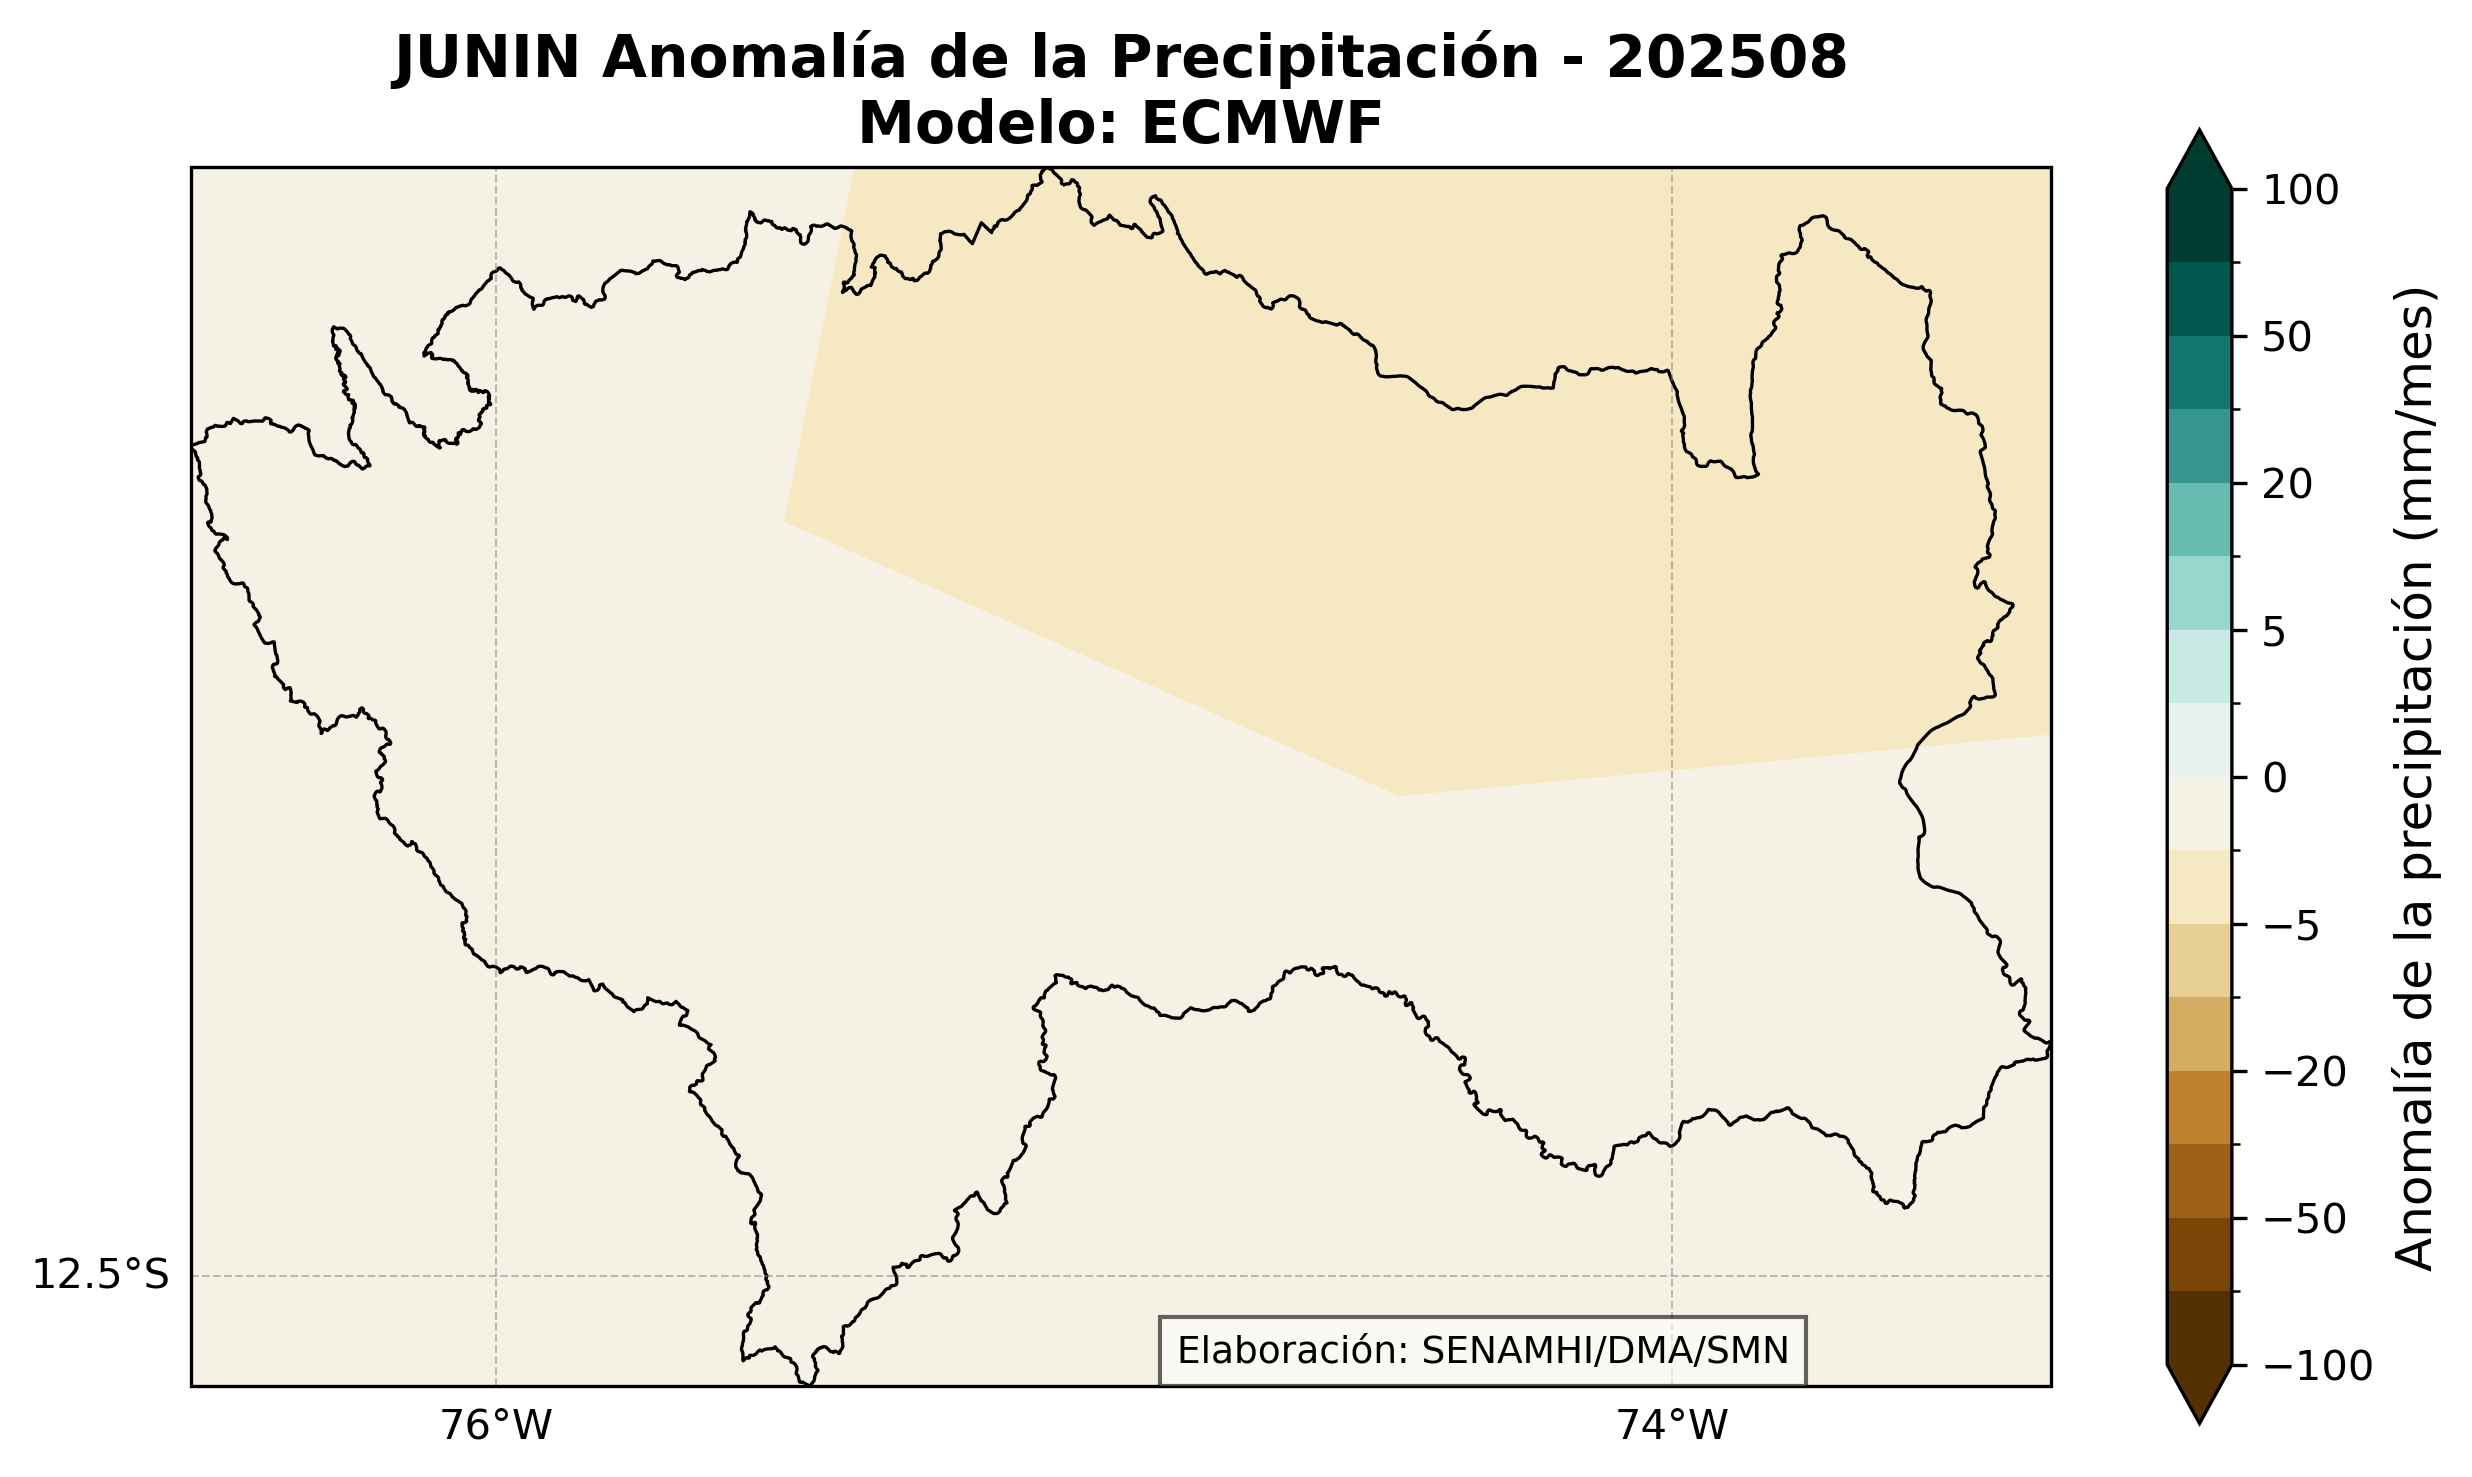 JUNIN Anomalía de la Precipitación - 202508
Modelo: ECMWF
100
50
20
5
0
−5
−20
−50
−100
Anomalía de la precipitación (mm/mes)
12.5°S
Elaboración: SENAMHI/DMA/SMN
76°W
74°W